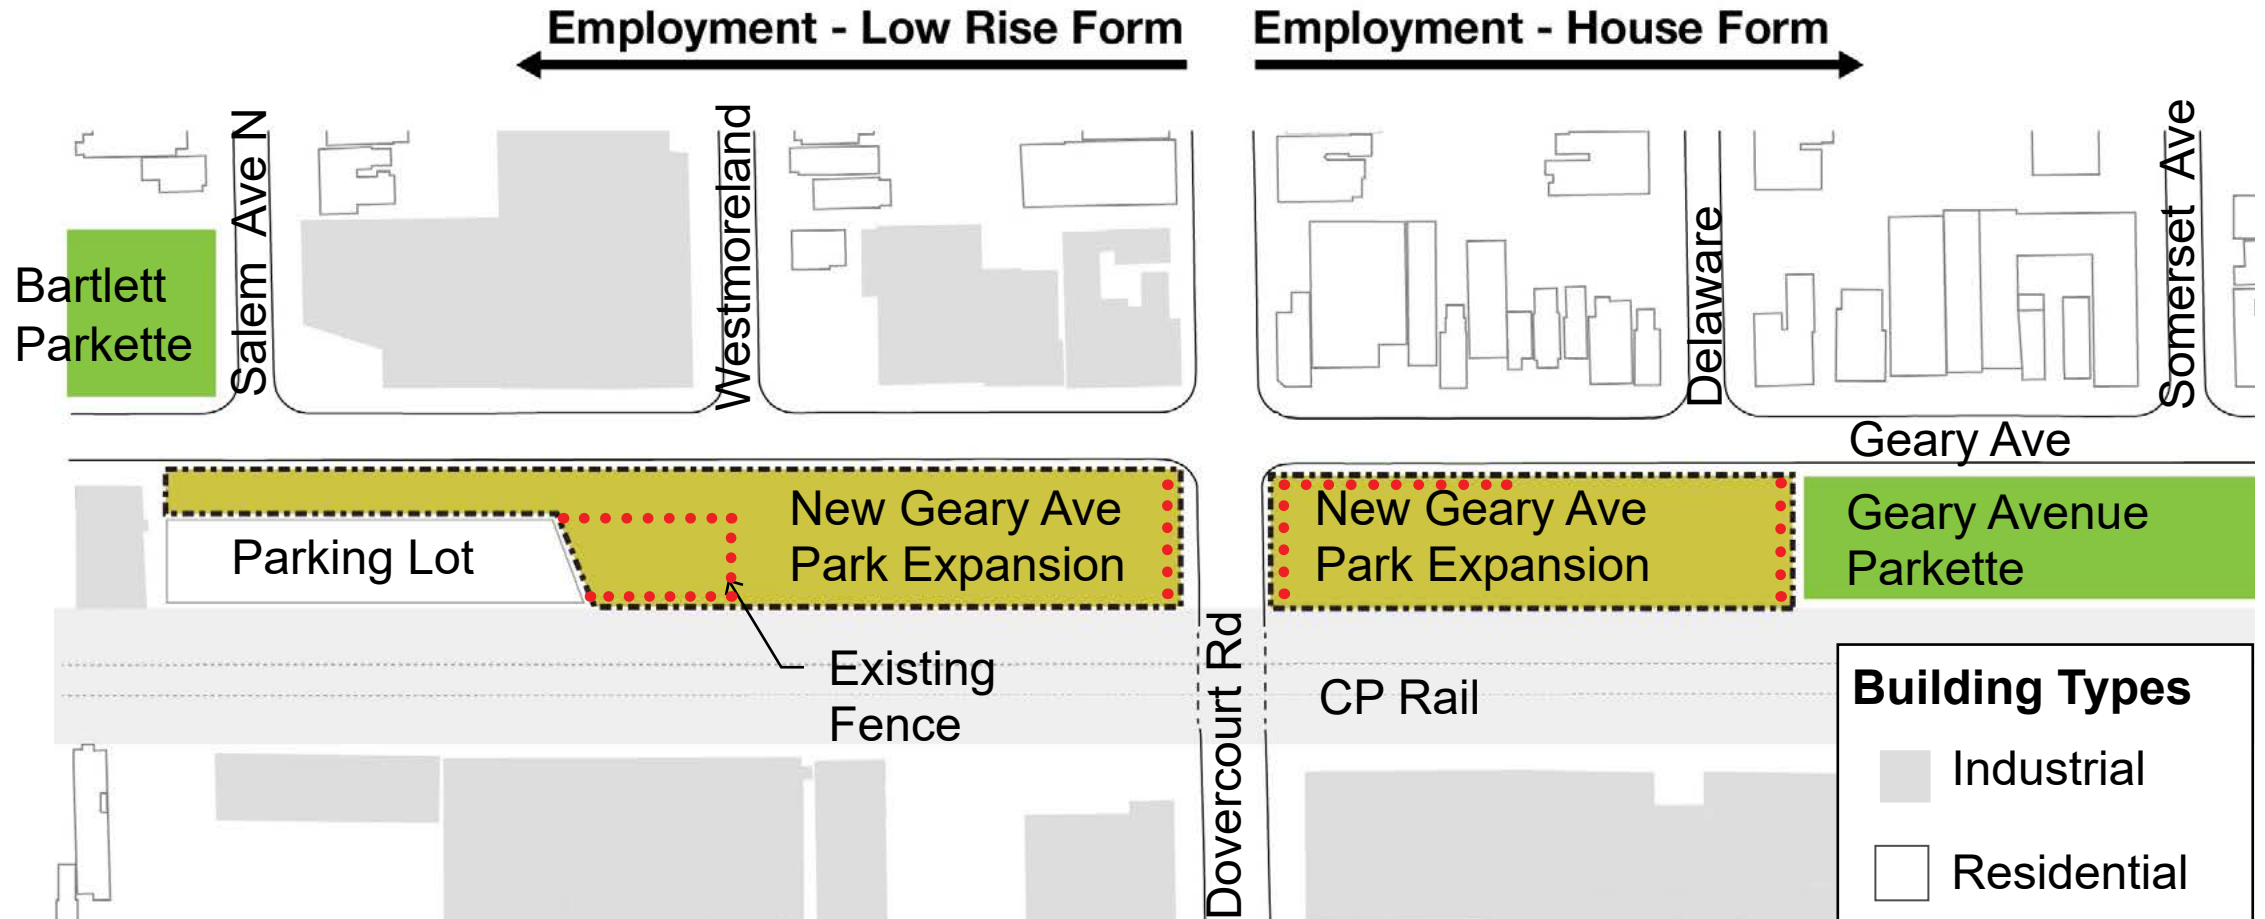 Employment - Low Rise Form
Employment - House Form
Salem Ave N
Westmoreland
Delaware
Somerset Ave
Bartlett
Parkette
Geary Ave
New Geary Ave
Park Expansion
New Geary Ave
Park Expansion
Geary Avenue
Parkette
Parking Lot
Existing
Fence
Dovercourt Rd
CP Rail
Building Types
Industrial
Residential